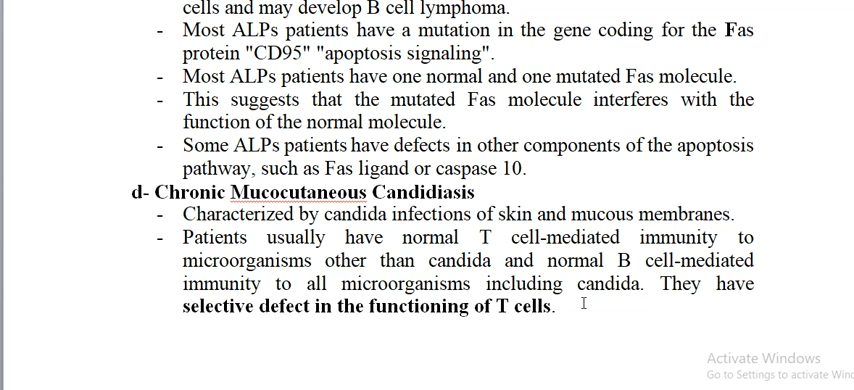 cells and may develop B cell lymphoma.
- Most ALPs patients have a mutation in the gene coding for the Fas
protein "CD95" "apoptosis signaling".
- Most ALPs patients have one normal and one mutated Fas molecule.
- This suggests that the mutated Fas molecule interferes with the
function of the normal molecule.
- Some ALPs patients have defects in other components of the apoptosis
pathway, such as Fas ligand or caspase 10.
d- Chronic Mucocutaneous Candidiasis
- Characterized by candida infections of skin and mucous membranes.
- Patients usually have normal T cell-mediated immunity to
microorganisms other than candida and normal B cell-mediated
immunity to all microorganisms including candida. They have
selective defect in the functioning of T cells.
Activate Windows
Go to Settings to activate Winc